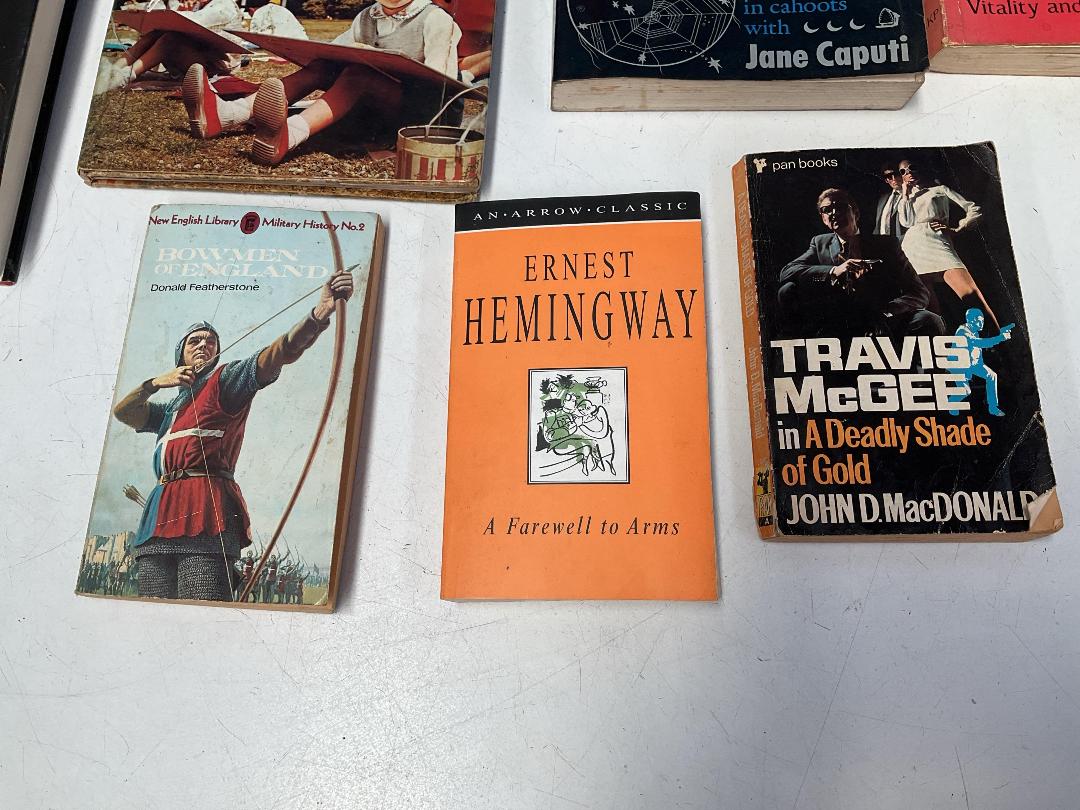 in cahoots
with
Jane Caputi
Vitality and
New English Library Military History No.2
BOWMEN
OF ENGLAND
Donald Featherstone
AN·ARROW·CLASSIC
ERNEST
HEMINGWAY
A Farewell to Arms
pan books
TRAVIS
McGEE
in A Deadly Shade
of Gold
JOHN D. MacDONALD